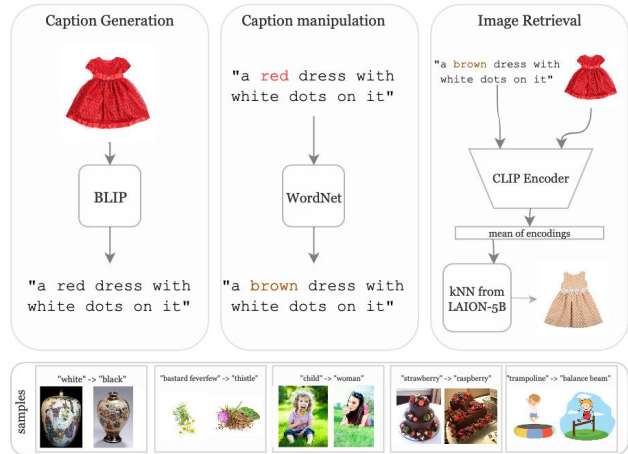 Caption Generation
BLIP
"a red dress with
white dots on it"
Caption manipulation
"a red dress with
white dots on it"
WordNet
"a brown dress with
white dots on it"
Image Retrieval
"a brown dress with
white dots on it"
CLIP Encoder
mean of encodings
kNN from
LAION-5B
samples
"white" -> "black"
"bastard feverfew" -> "thistle"
"child" -> "woman"
"strawberry" -> "raspberry"
"trampoline" -> "balance beam"